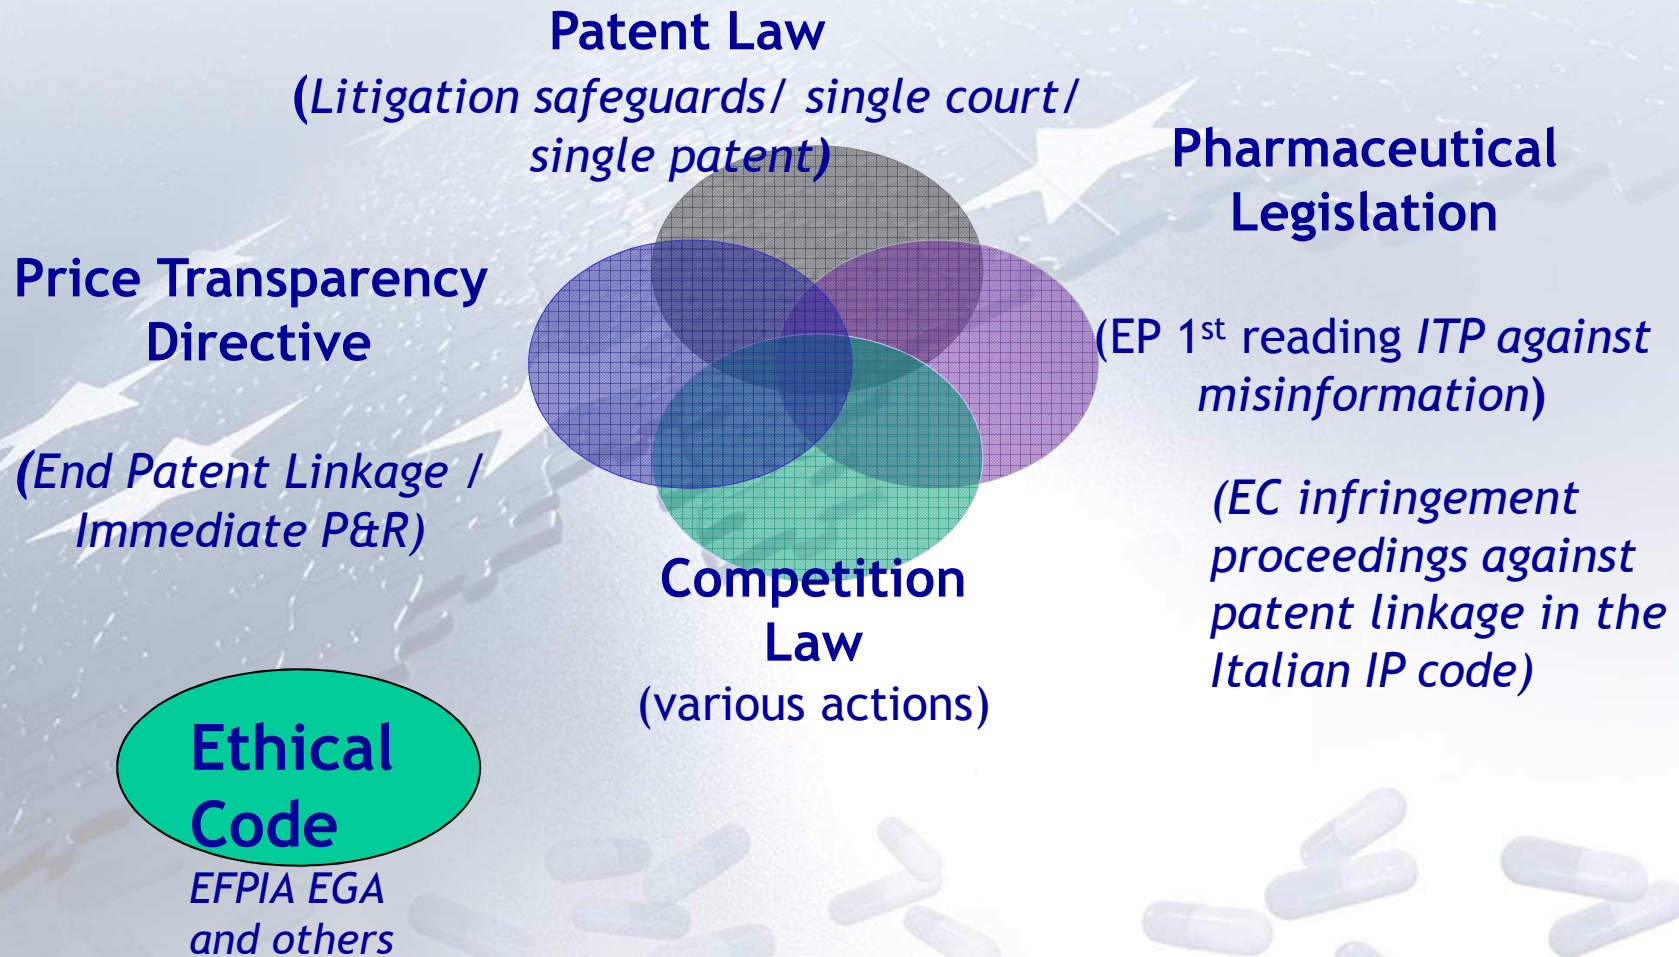 Patent Law
(Litigation safeguards/ single court/
single patent)
Pharmaceutical
Legislation
(EP 1st reading ITP against
misinformation)
(EC infringement
proceedings against
patent linkage in the
Italian IP code)
Price Transparency
Directive
(End Patent Linkage /
Immediate P&R)
Competition
Law
(various actions)
Ethical
Code
EFPIA EGA
and others